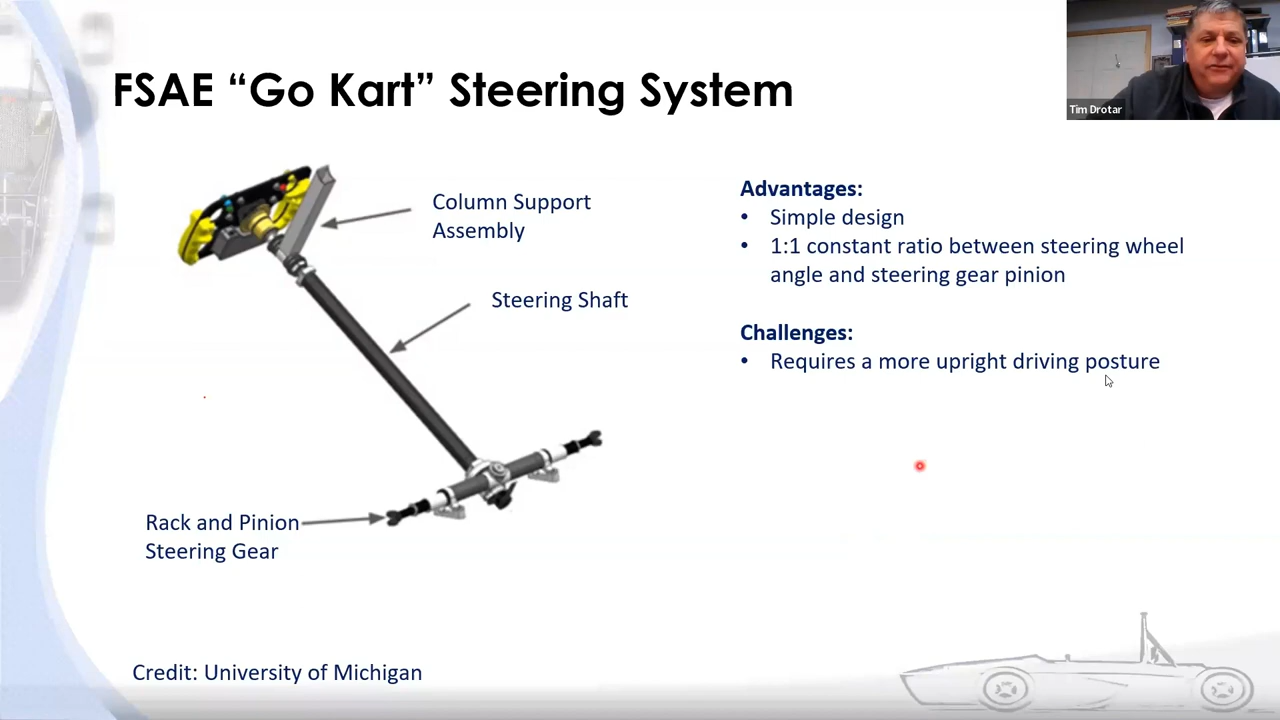 FSAE “Go Kart” Steering System
Tim Drotar
Column Support
Assembly
Steering Shaft
Rack and Pinion
Steering Gear
Advantages:
• Simple design
• 1:1 constant ratio between steering wheel
angle and steering gear pinion
Challenges:
• Requires a more upright driving posture
Credit: University of Michigan